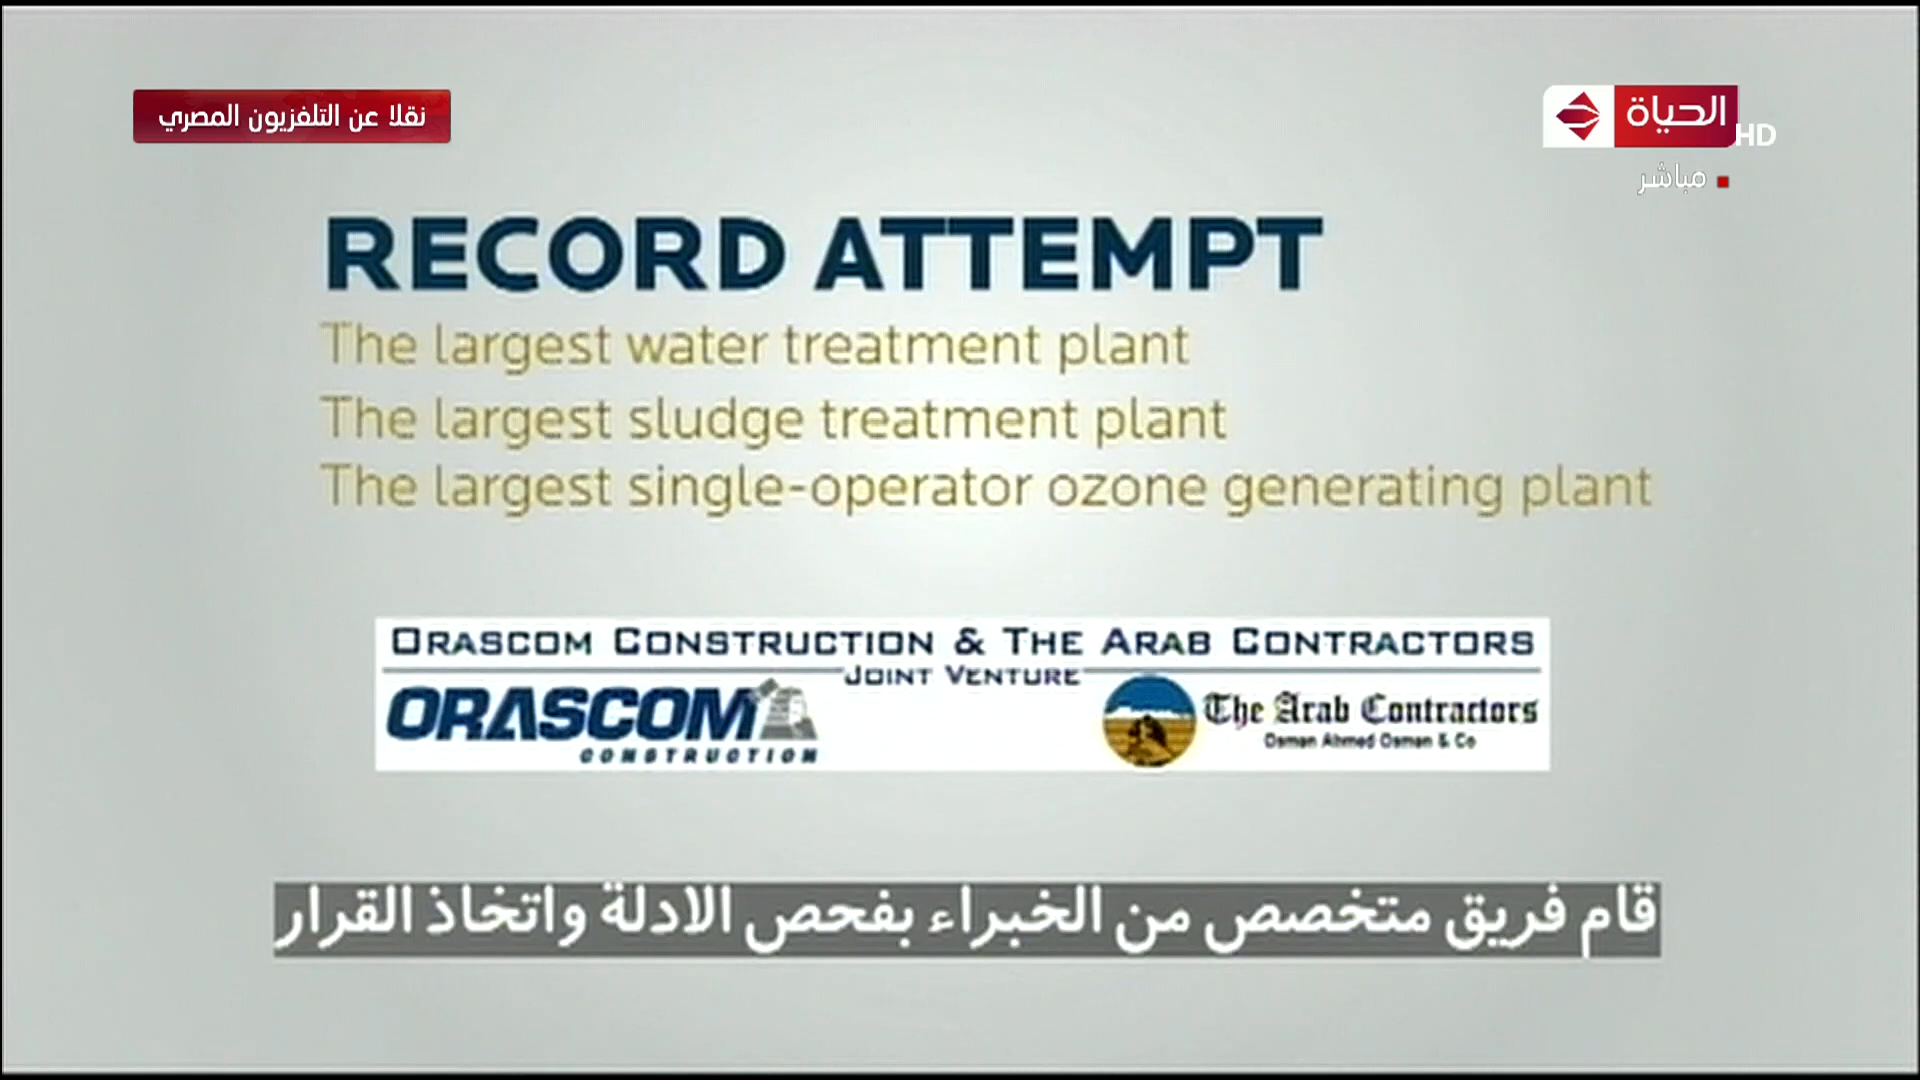 نقلا عن التلفزيون المصري
الحياة
HD
مباشر
RECORD ATTEMPT
The largest water treatment plant
The largest sludge treatment plant
The largest single-operator ozone generating plant
ORASCOM CONSTRUCTION & THE ARAB CONTRACTORS
JOINT VENTURE
ORASCOM
CONSTRUCTION
The Arab Contractors
Osman Ahmed Osman & Co
قام فريق متخصص من الخبراء بفحص الادلة واتخاذ القرار